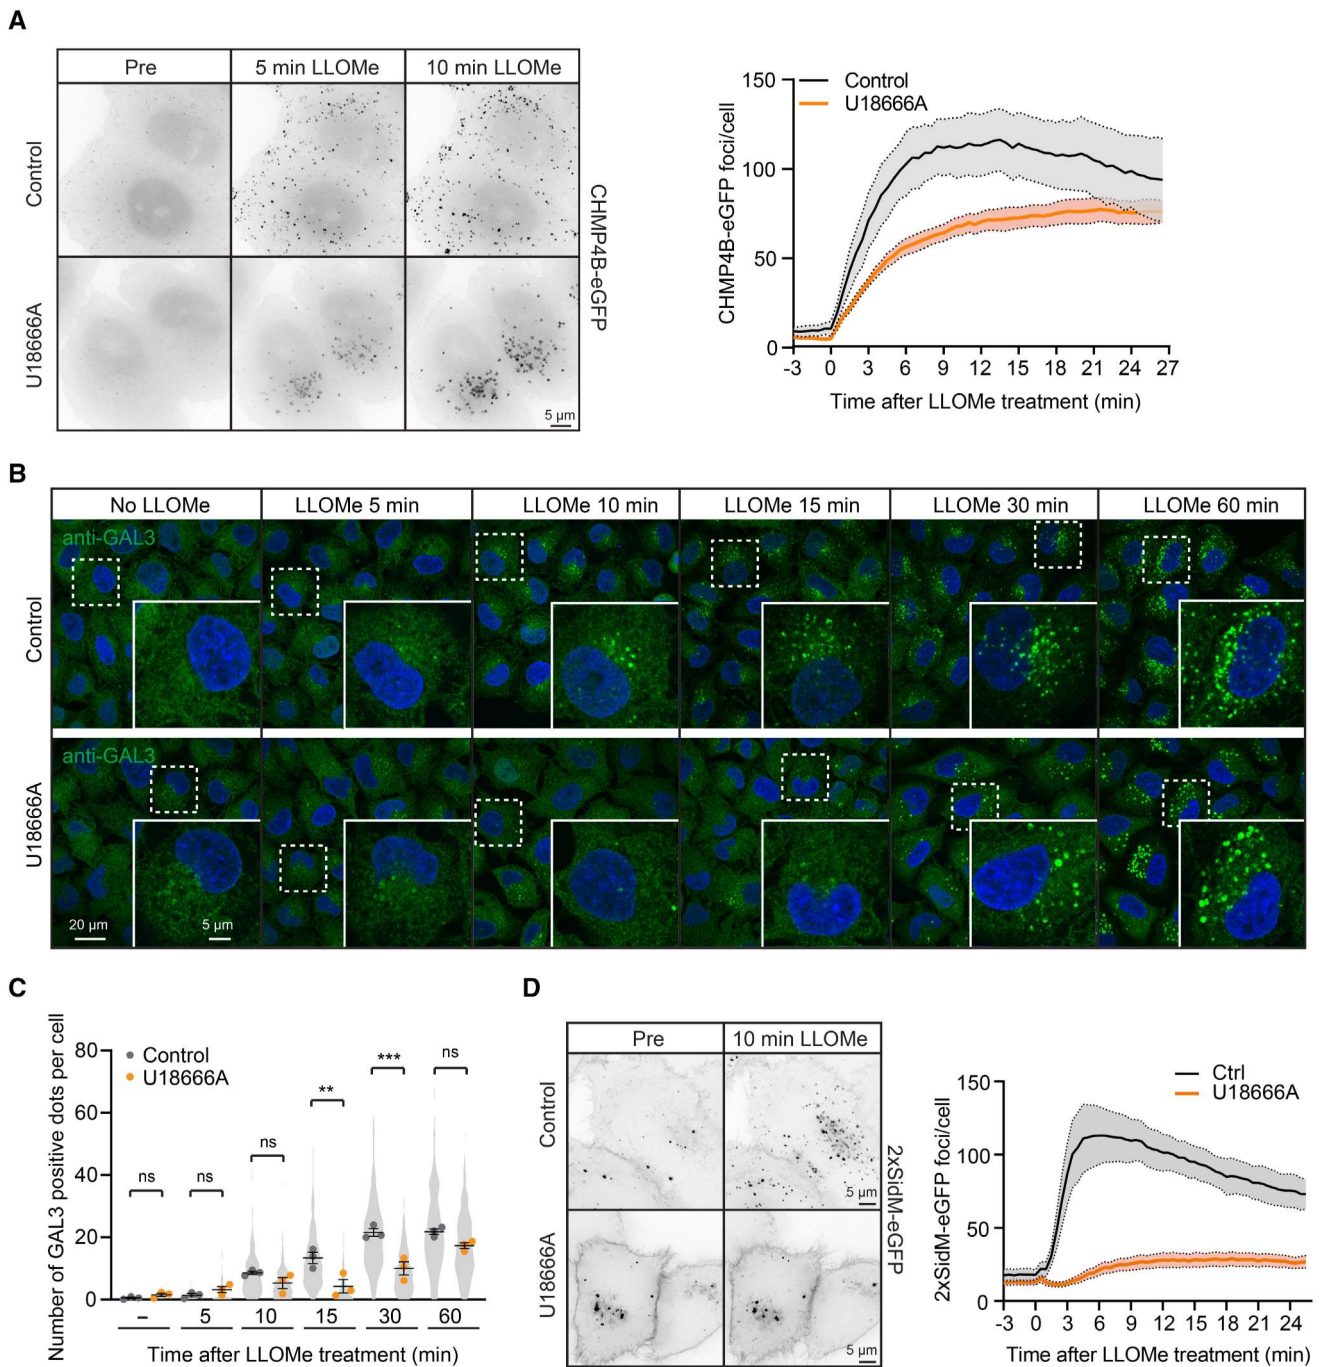 A
Pre
5 min LLOMe
10 min LLOMe
Control
U18666A
CHMP4B-eGFP
5 µm
Control
U18666A
CHMP4B-eGFP foci/cell
150
100
50
0
-3 0 3 6 9 12 15 18 21 24 27
Time after LLOMe treatment (min)
B
No LLOMe
LLOMe 5 min
LLOMe 10 min
LLOMe 15 min
LLOMe 30 min
LLOMe 60 min
Control
anti-GAL3
U18666A
anti-GAL3
20 µm
5 µm
C
Number of GAL3 positive dots per cell
80
60
40
20
0
Control
U18666A
ns
ns
ns
**
***
ns
– 5 10 15 30 60
Time after LLOMe treatment (min)
D
Pre
10 min LLOMe
Control
5 µm
U18666A
5 µm
2xSidM-eGFP
Ctrl
U18666A
2xSidM-eGFP foci/cell
150
100
50
0
-3 0 3 6 9 12 15 18 21 24
Time after LLOMe treatment (min)